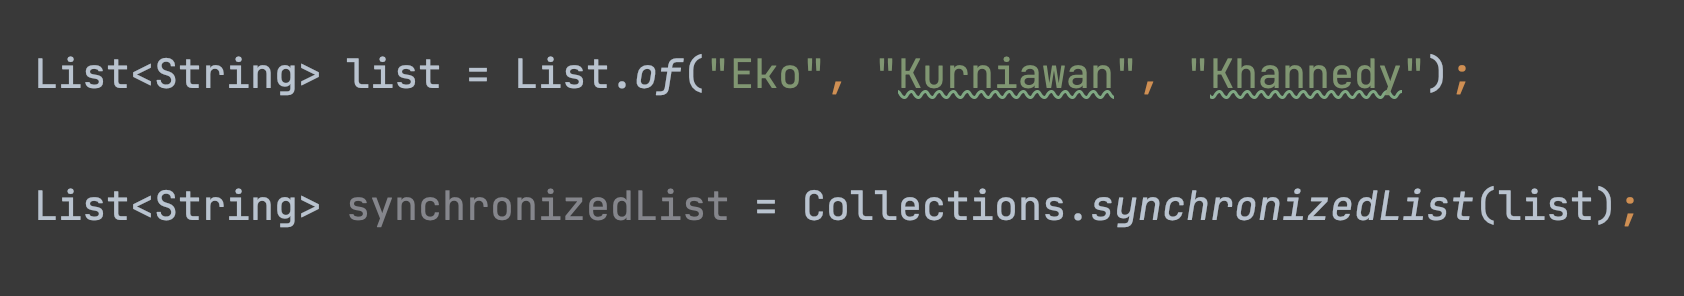 List<String> list = List.of("Eko", "Kurniawan", "Khannedy");
List<String> synchronizedList = Collections.synchronizedList(list);